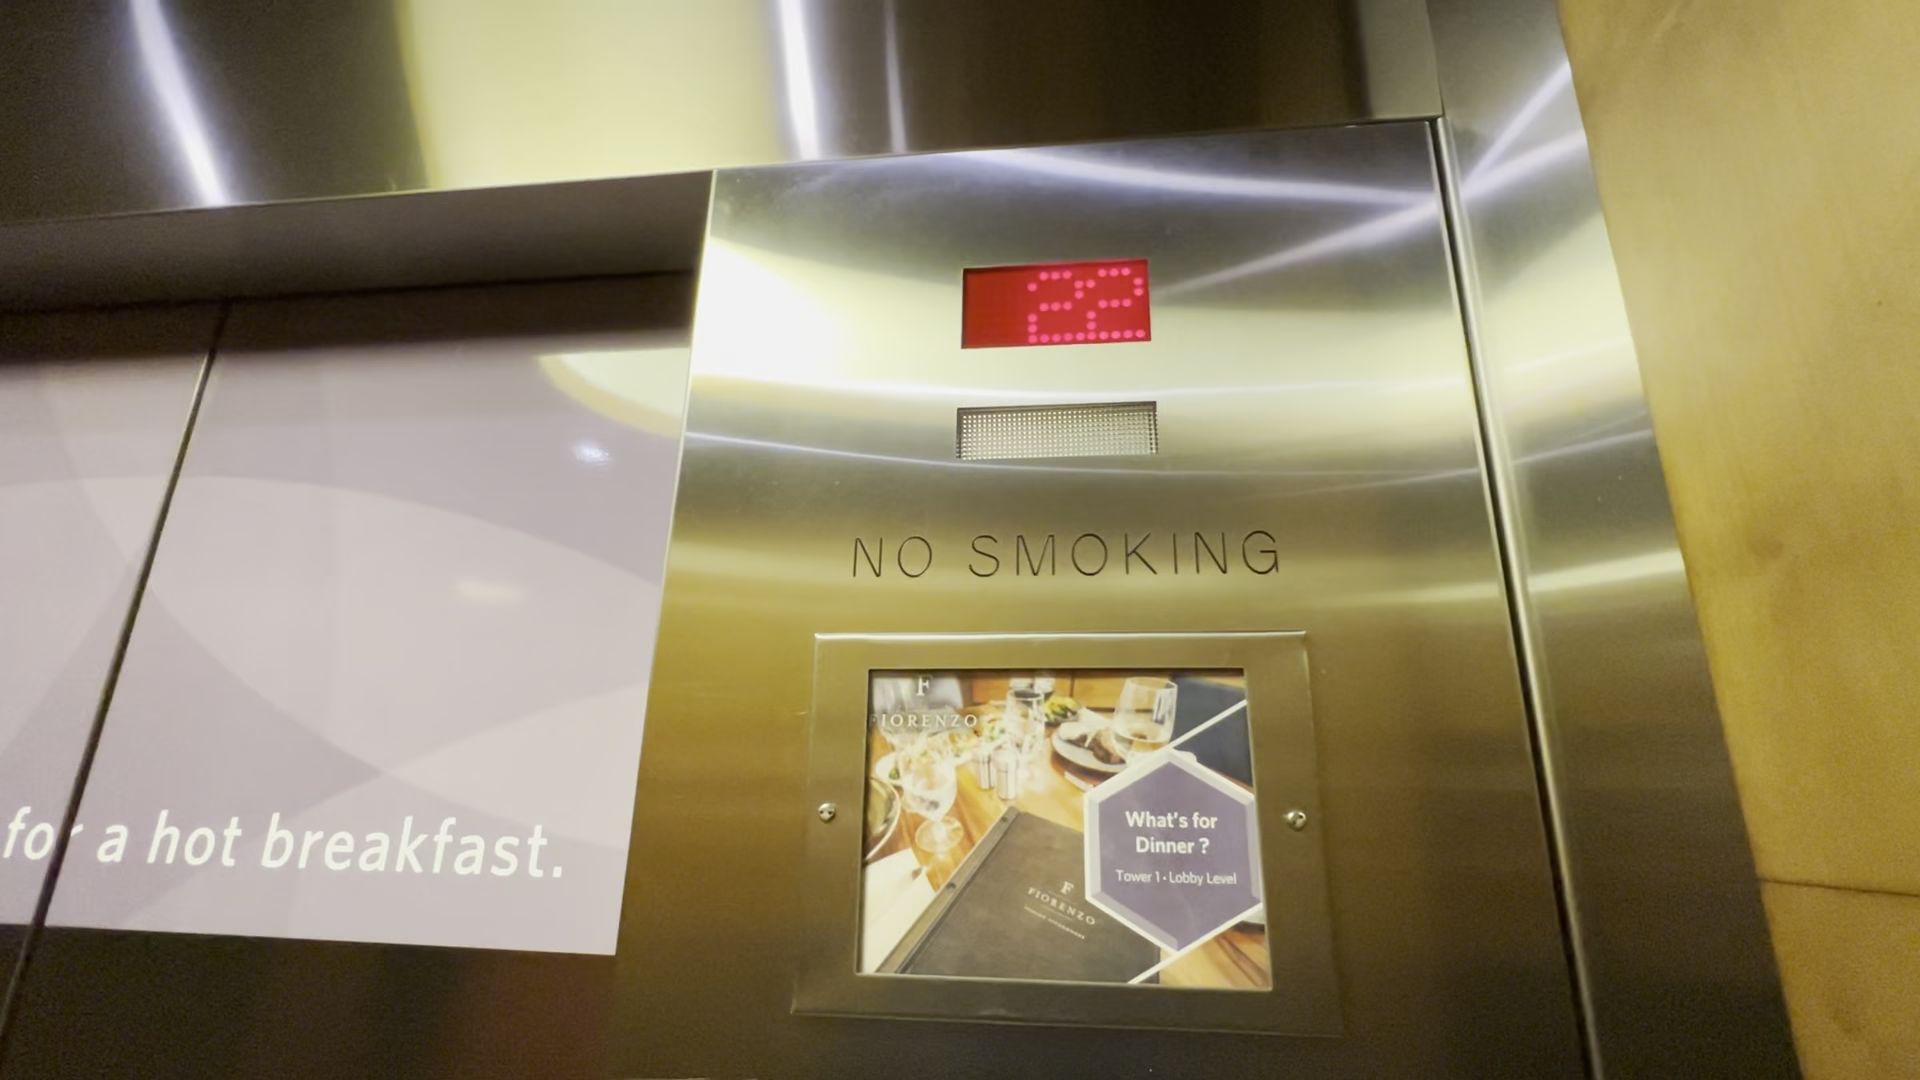 22
NO SMOKING
for a hot breakfast.
F
FIORENZO
What's for
Dinner ?
Tower 1 • Lobby Level
F
FIORENZO